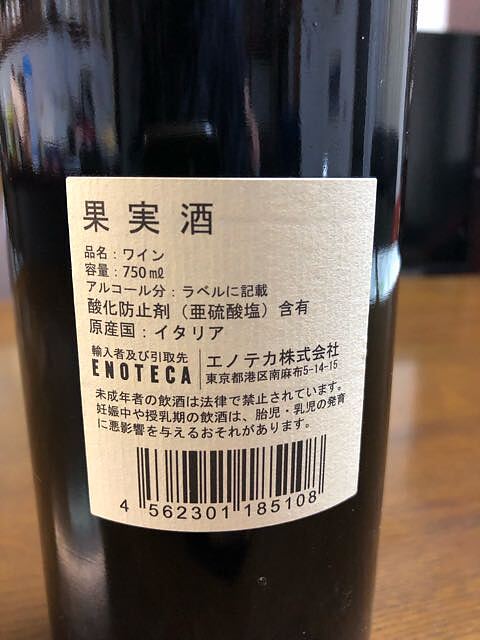 果実酒
品名：ワイン
容量：750㎖
アルコール分：ラベルに記載
酸化防止剤（亜硫酸塩）含有
原産国：イタリア
輸入者及び引取先
ENOTECA
エノテカ株式会社
東京都港区南麻布5-14-15
未成年者の飲酒は法律で禁止されています。
妊娠中や授乳期の飲酒は、胎児・乳児の発育
に悪影響を与えるおそれがあります。
4 562301 185108